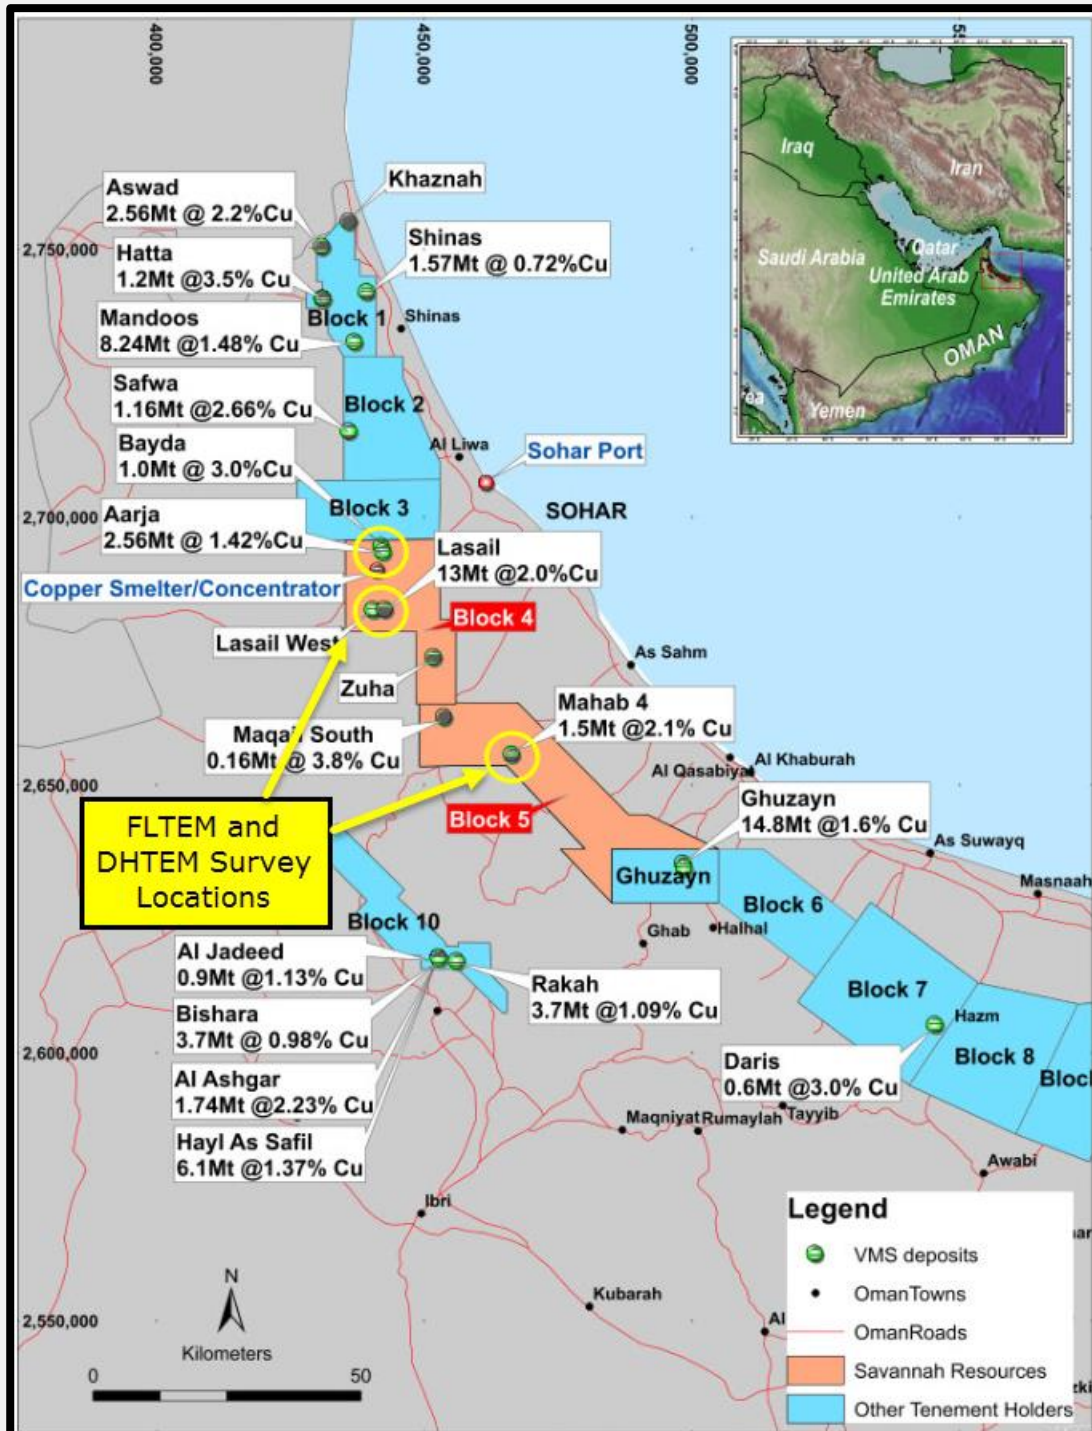 400,000
450,000
500,000
Iraq
Iran
Saudi Arabia
Qatar
United Arab
Emirates
OMAN
Yemen
Khaznah
Aswad
2.56Mt @ 2.2%Cu
Shinas
1.57Mt @ 0.72%Cu
2,750,000
Hatta
1.2Mt @3.5% Cu
Block 1
Shinas
Mandoos
8.24Mt @1.48% Cu
Safwa
1.16Mt @2.66% Cu
Block 2
Al Liwa
Sohar Port
Bayda
1.0Mt @ 3.0%Cu
Block 3
SOHAR
2,700,000
Aarja
2.56Mt @ 1.42%Cu
Lasail
13Mt @2.0%Cu
Copper Smelter/Concentrator
Block 4
Lasail West
As Sahm
Zuha
Mahab 4
1.5Mt @2.1% Cu
Maqail South
0.16Mt @ 3.8% Cu
Al Khaburah
Al Qasabiyat
2,650,000
Ghuzayn
14.8Mt @1.6% Cu
Block 5
FLTEM and
DHTEM Survey
Locations
As Suwayq
Ghuzayn
Masnaah
Block 6
Block 10
Ghab
Halhal
Al Jadeed
0.9Mt @1.13% Cu
Rakah
3.7Mt @1.09% Cu
Block 7
Bishara
3.7Mt @ 0.98% Cu
Hazm
2,600,000
Daris
0.6Mt @3.0% Cu
Block 8
Block
Al Ashgar
1.74Mt @2.23% Cu
Maqniyat
Rumaylah
Tayyib
Hayl As Safil
6.1Mt @1.37% Cu
Awabi
Ibri
Legend
VMS deposits
OmanTowns
OmanRoads
Savannah Resources
Other Tenement Holders
N
Kilometers
0
50
Kubarah
Al
2,550,000